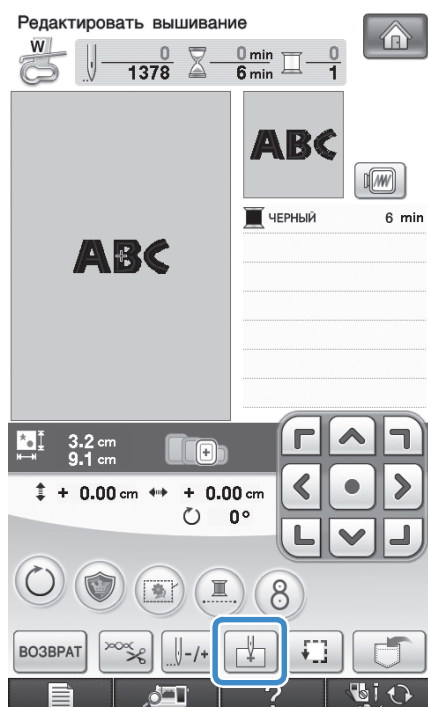 Редактировать вышивание
W
0 0 min 0
1378 6 min 1
ABC
ЧЕРНЫЙ 6 min
ABC
3.2 cm
9.1 cm
+ 0.00 cm + 0.00 cm
0°
8
ВОЗВРАТ -/+
? i